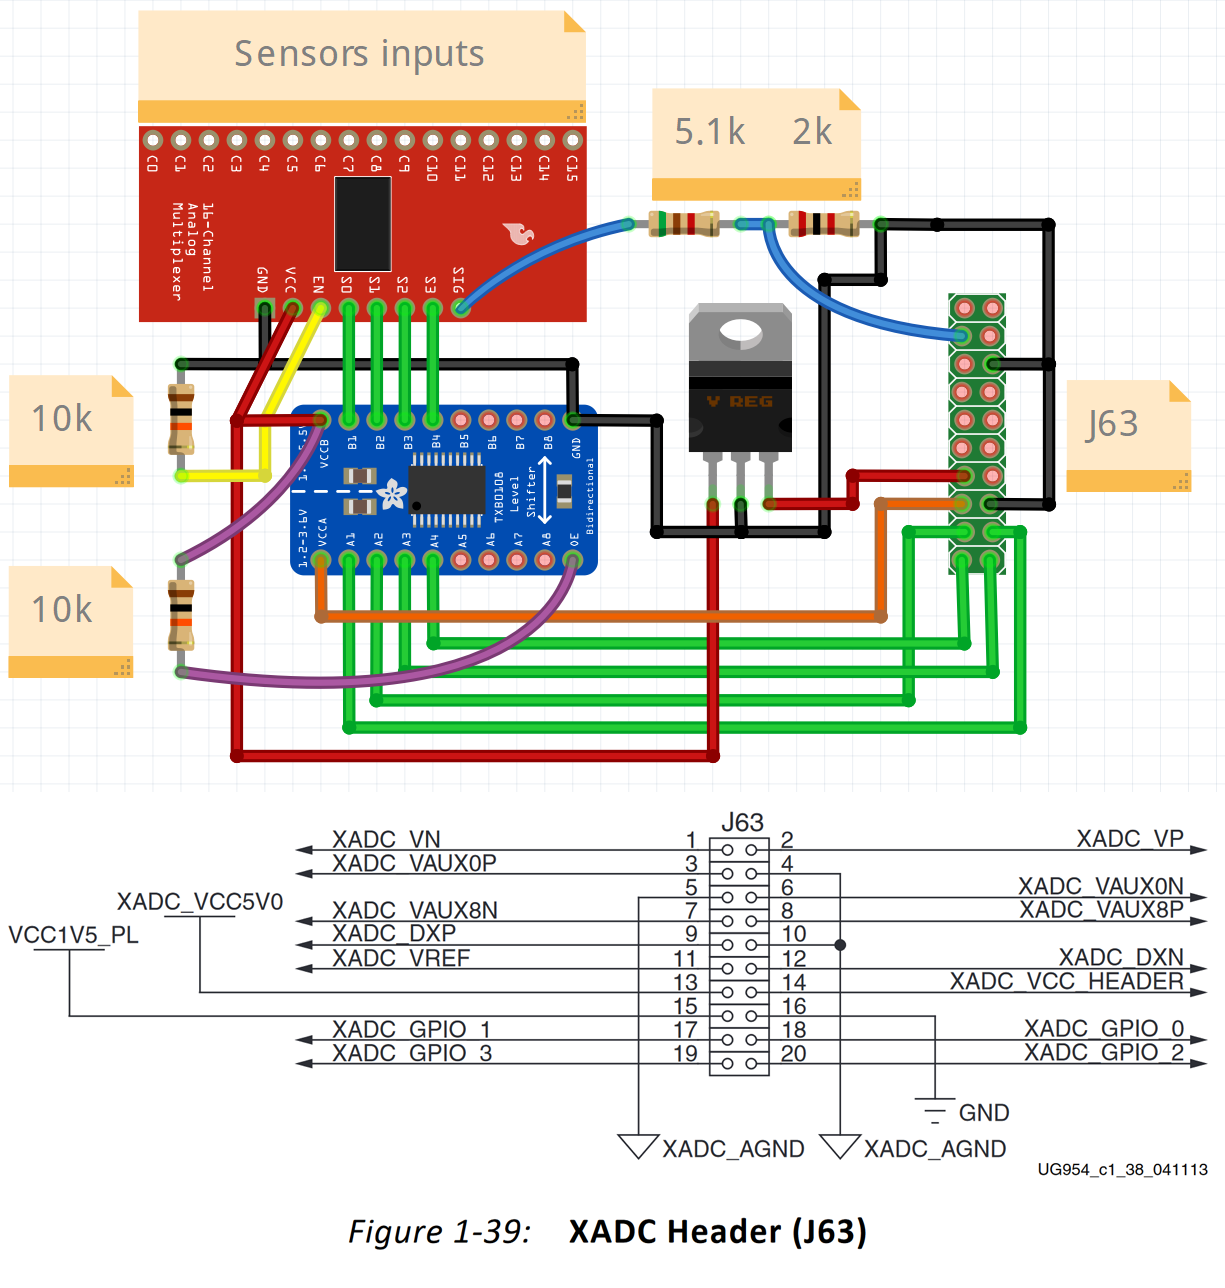 Sensors inputs
5.1k 2k
C0 C1 C2 C3 C4 C5 C6 C7 C8 C9 C10 C11 C12 C13 C14 C15
16-Channel
Analog
Multiplexer
GND VCC EN S0 S1 S2 S3 SIG
10k
V REG
J63
VCCB B1 B2 B3 B4 B5 B6 B7 B8 GND
TXB0108
Level
Shifter
Bidirectional
1.2-3.6V
VCCA A1 A2 A3 A4 A5 A6 A7 A8 OE
10k
J63
XADC_VN 1 2 XADC_VP
XADC_VAUX0P 3 4
5 6 XADC_VAUX0N
XADC_VCC5V0
XADC_VAUX8N 7 8 XADC_VAUX8P
VCC1V5_PL
XADC_DXP 9 10
XADC_VREF 11 12 XADC_DXN
13 14 XADC_VCC_HEADER
15 16
XADC_GPIO_1 17 18 XADC_GPIO_0
XADC_GPIO_3 19 20 XADC_GPIO_2
GND
XADC_AGND XADC_AGND
UG954_c1_38_041113
Figure 1-39: XADC Header (J63)